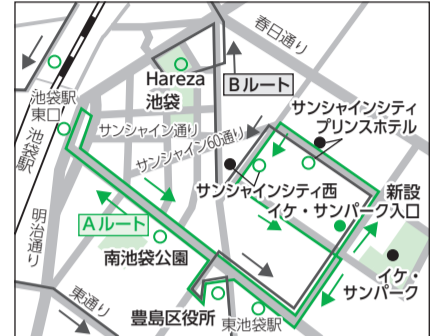 春日通り
Hareza
池袋
Bルート
池袋駅
東口
池袋駅
サンシャイン通り
サンシャイン60通り
サンシャインシティ
プリンスホテル
サンシャインシティ西
新設
イケ・サンパーク入口
明治通り
Aルート
南池袋公園
イケ・
サンパーク
東通り
豊島区役所
東池袋駅